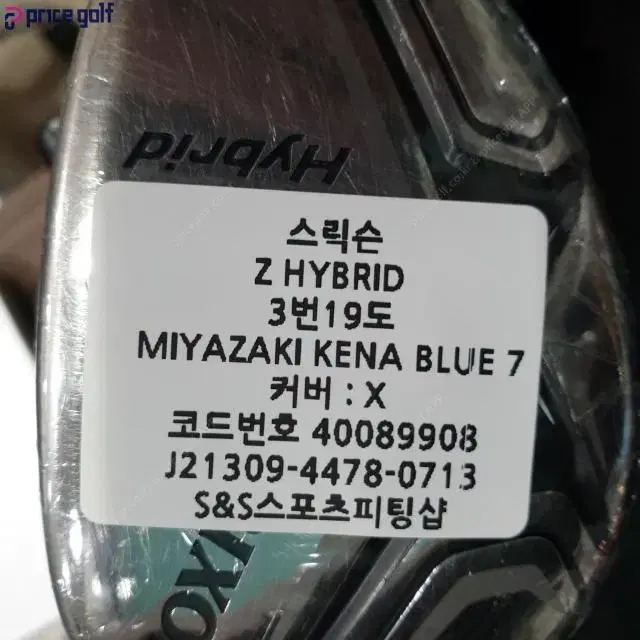 price golf
Hybrid
스릭슨
Z HYBRID
3번19도
MIYAZAKI KENA BLUE 7
커버 : X
코드번호 40089908
J21309-4478-0713
S&S스포츠피팅샵